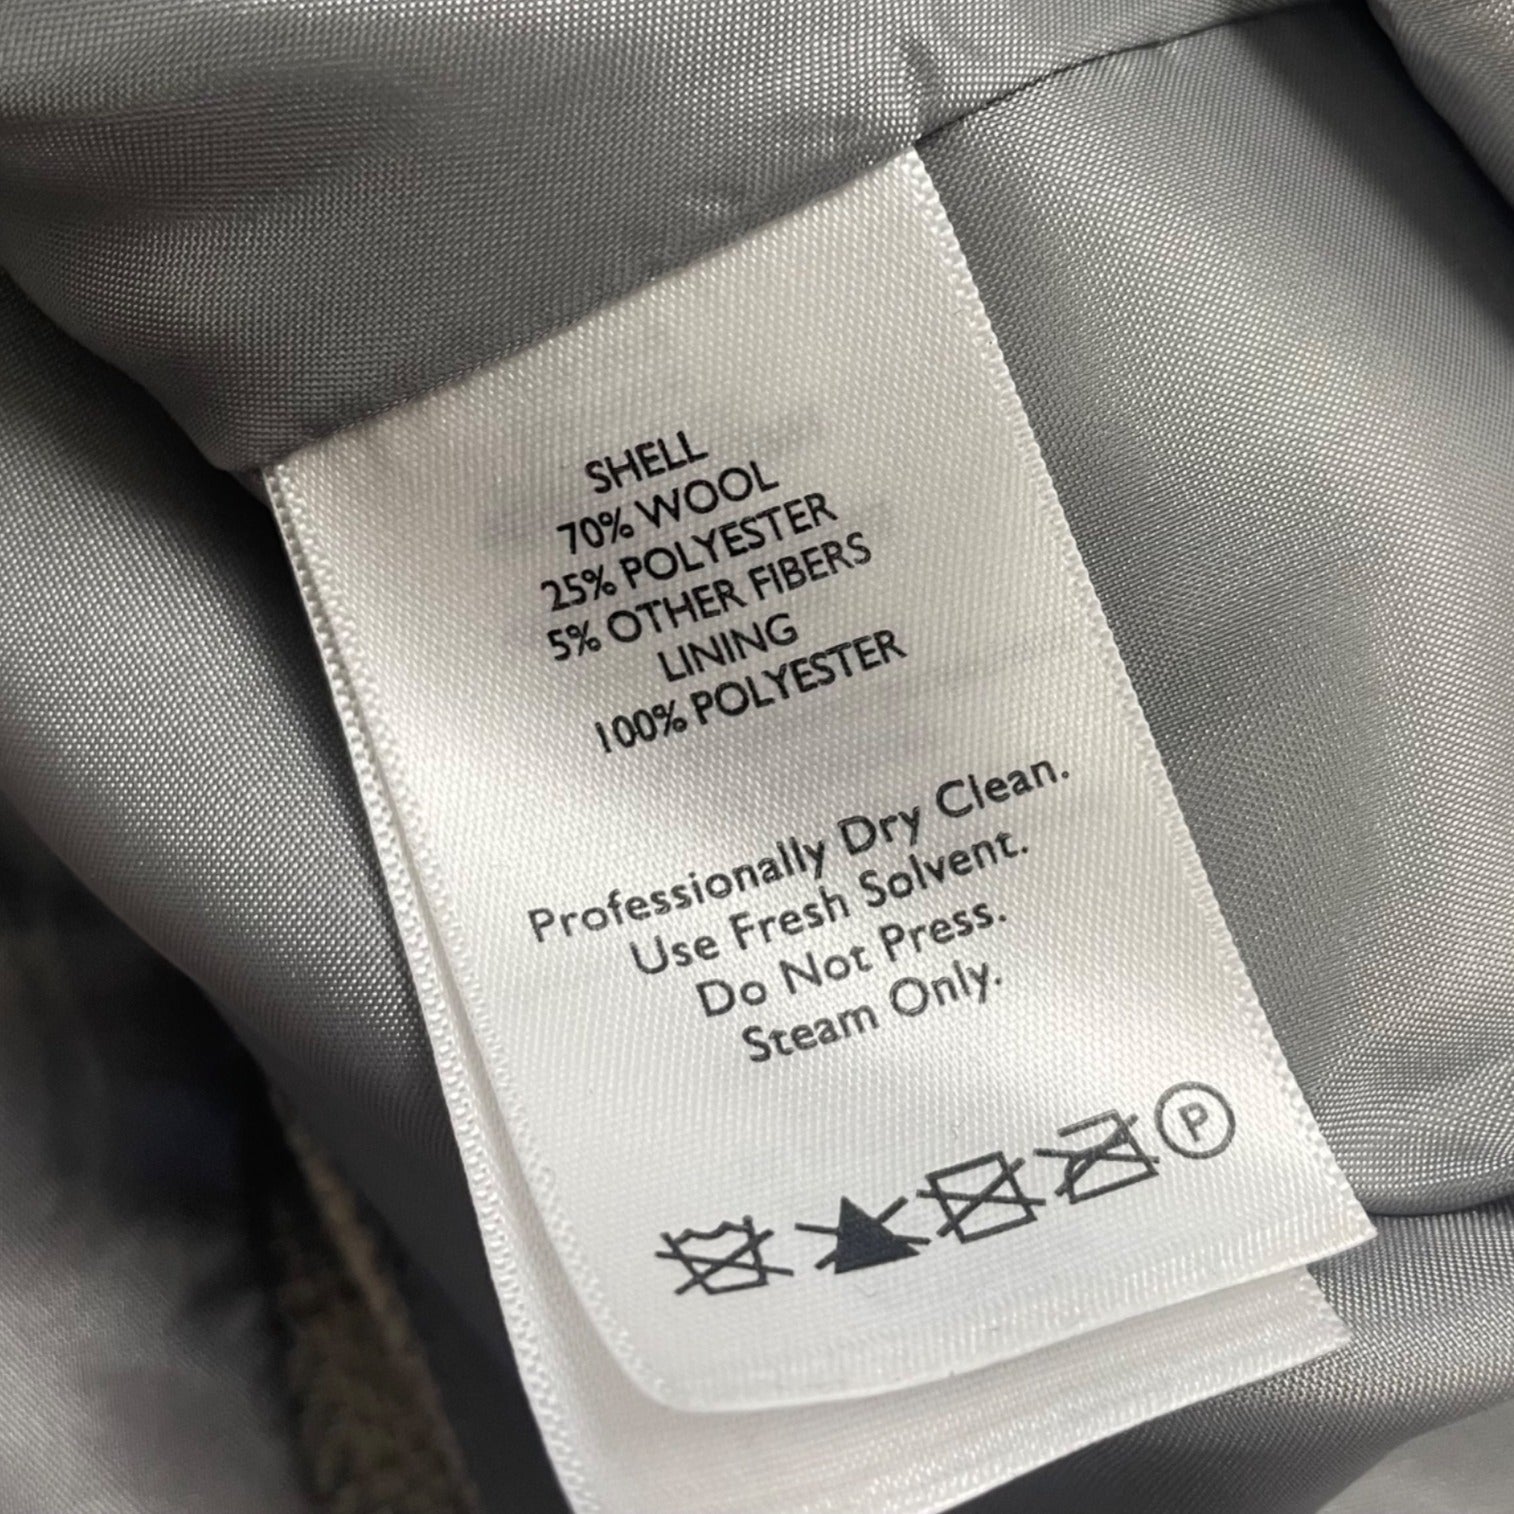 SHELL
70% WOOL
25% POLYESTER
5% OTHER FIBERS
LINING
100% POLYESTER
Professionally Dry Clean.
Use Fresh Solvent.
Do Not Press.
Steam Only.
P